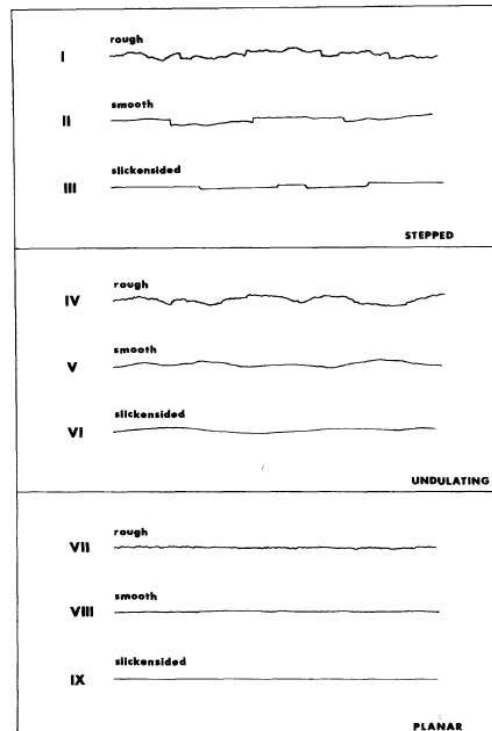 rough
I
smooth
II
slickensided
III
STEPPED
rough
IV
smooth
V
slickensided
VI
UNDULATING
rough
VII
smooth
VIII
slickensided
IX
PLANAR